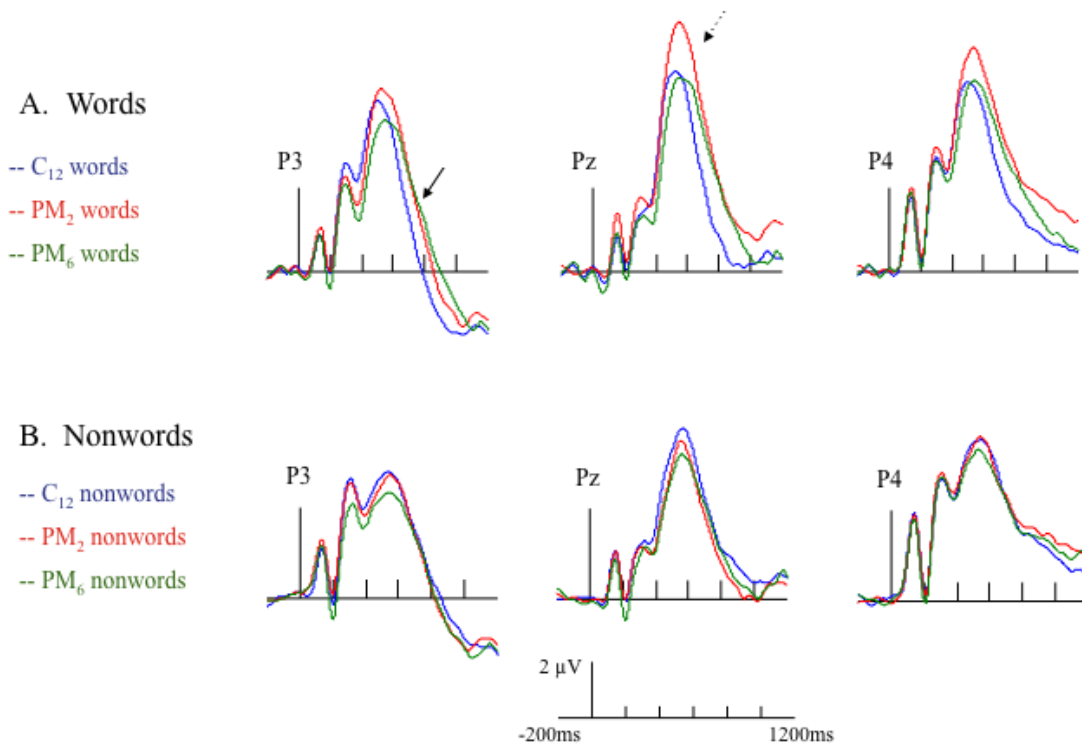 A. Words
-- C₁₂ words
-- PM₂ words
-- PM₆ words
P3
Pz
P4
B. Nonwords
-- C₁₂ nonwords
-- PM₂ nonwords
-- PM₆ nonwords
P3
Pz
P4
2 µV
-200ms 1200ms